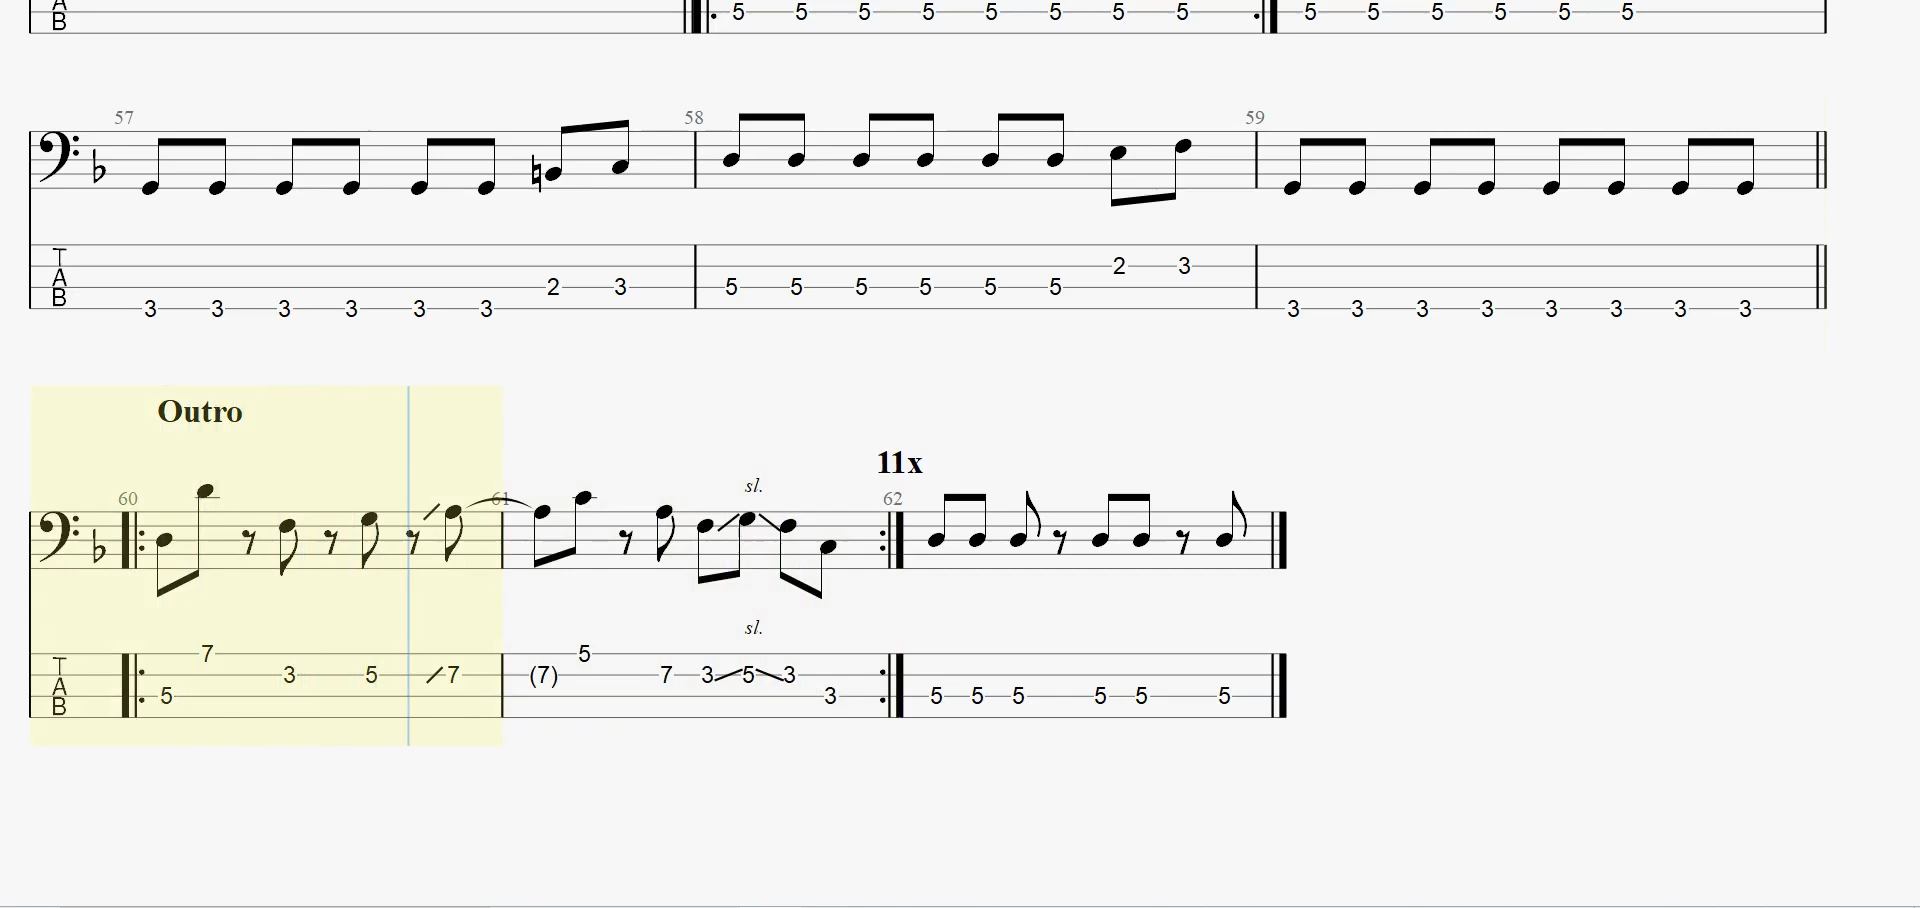 A
B
5 5 5 5 5 5 5 5 5 5 5 5 5 5
57 58 59
T
A
B
2 3
2 3 5 5 5 5 5 5
3 3 3 3 3 3 3 3 3 3 3 3 3 3
Outro
11x
sl.
60 61 62
sl.
T
A
B
7 5
3 5 7 (7) 7 3 5 3
5 3 5 5 5 5 5 5